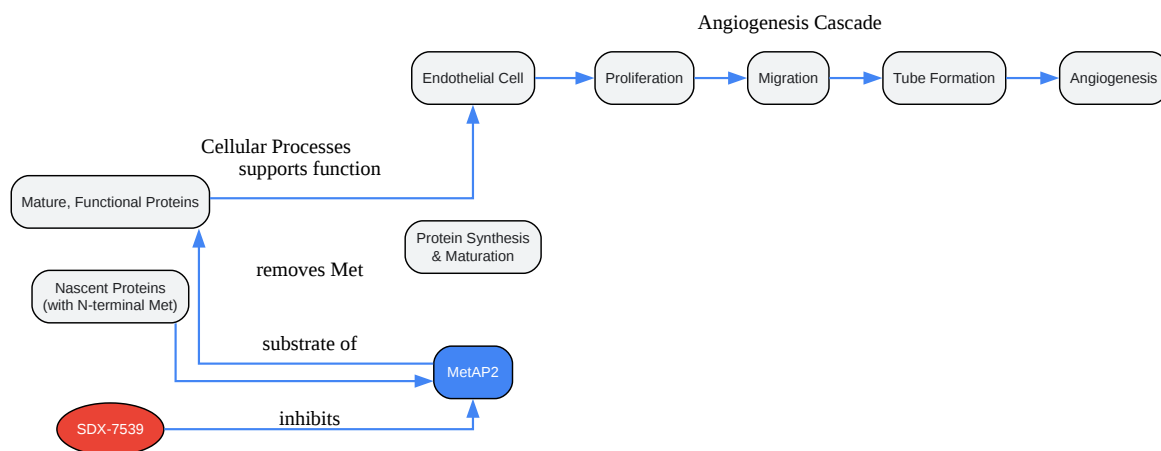 Angiogenesis Cascade
Endothelial Cell
Proliferation
Migration
Tube Formation
Angiogenesis
Cellular Processes
supports function
Mature, Functional Proteins
Protein Synthesis
& Maturation
removes Met
Nascent Proteins
(with N-terminal Met)
substrate of
MetAP2
inhibits
SDX-7539